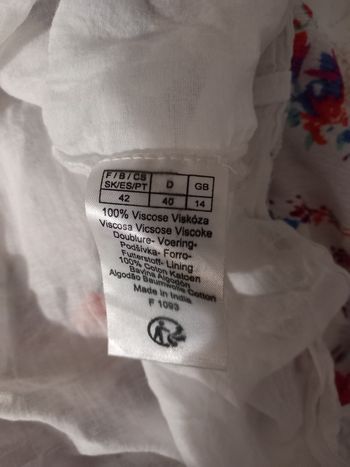 F / B / CS
SK/ES/PT
D
GB
42
40
14
100% Viscose Viskóza
Viscosa Vicsose Viscoke
Doublure- Voering-
Podšívka- Forro-
Futterstoff- Lining
100% Coton Katoen
Bavlna Algodón
Algodão Baumwolle Cotton
Made in India
F 1093